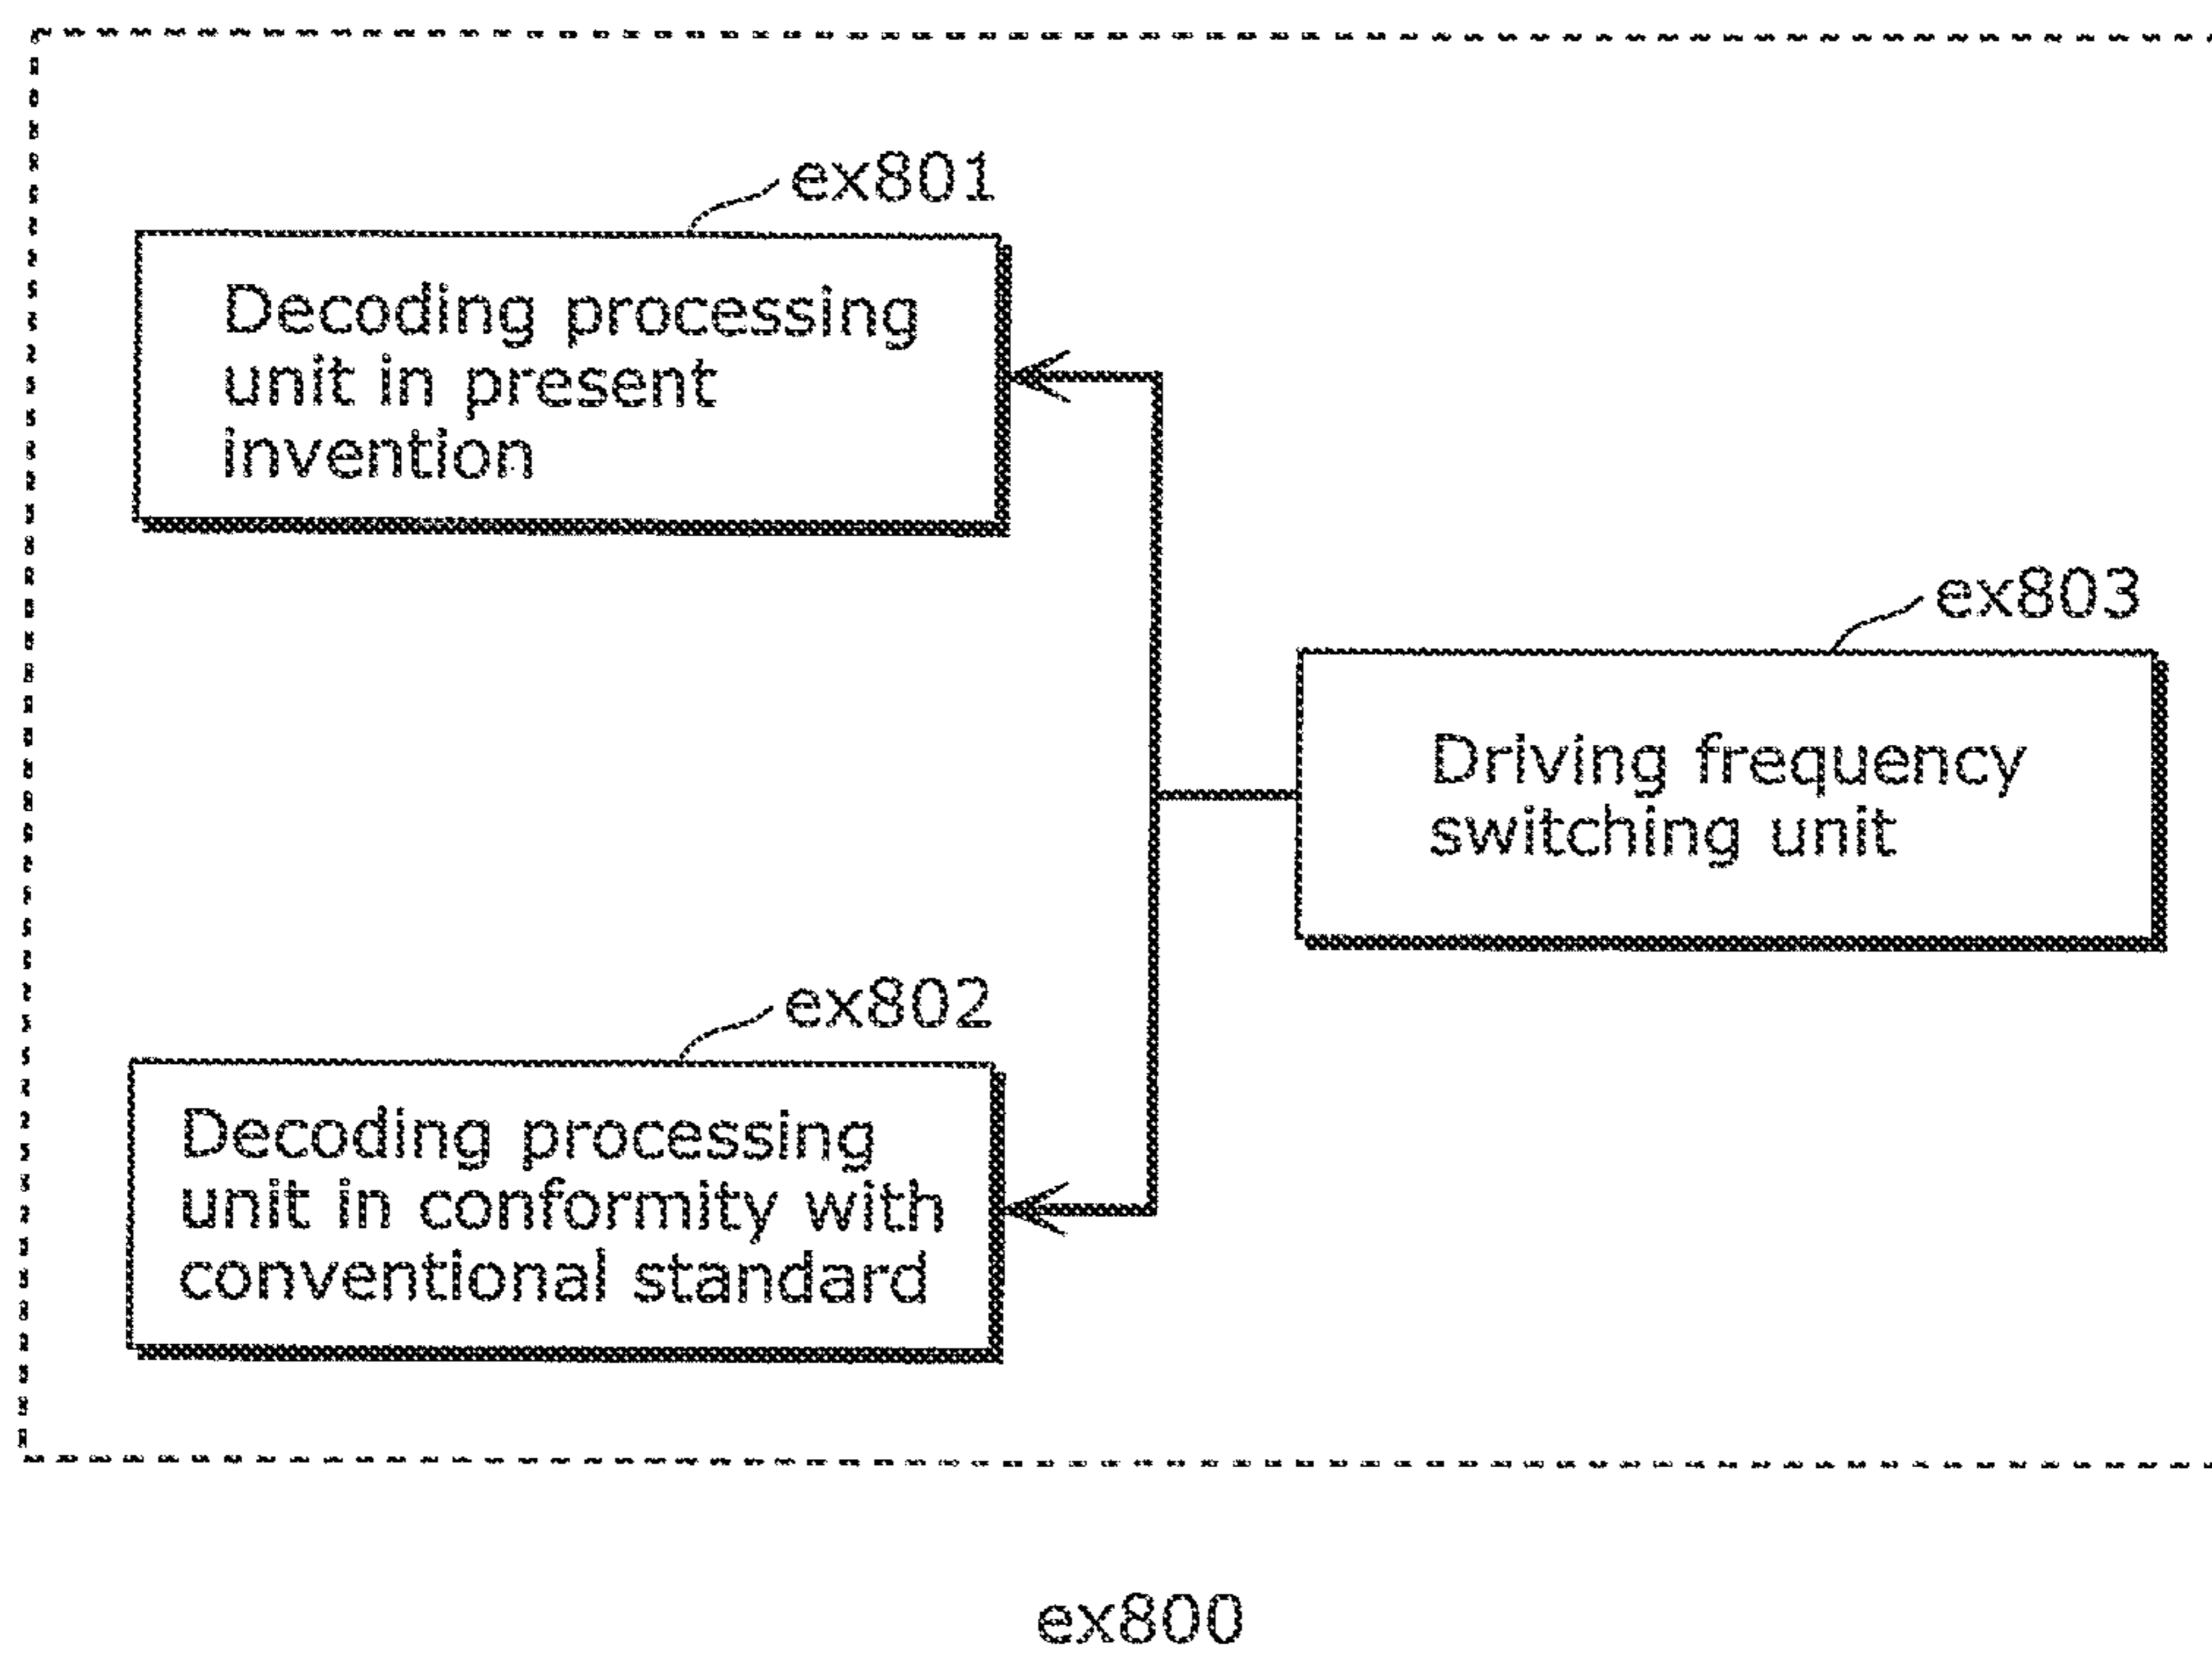 ex801
Decoding processing
unit in present
invention
ex803
Driving frequency
switching unit
ex802
Decoding processing
unit in conformity with
conventional standard
ex800